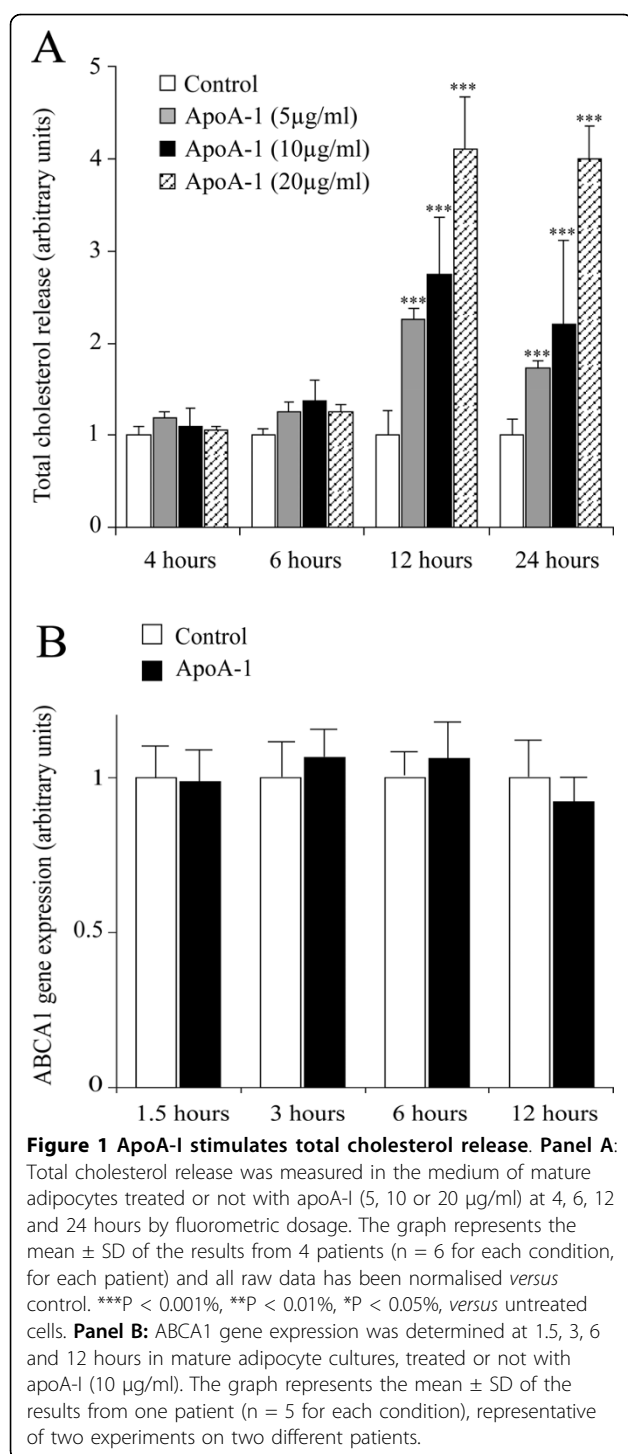 A
Total cholesterol release (arbitrary units)
5
4
3
2
1
0
Control
ApoA-1 (5µg/ml)
ApoA-1 (10µg/ml)
ApoA-1 (20µg/ml)
***
***
***
***
***
***
4 hours
6 hours
12 hours
24 hours
B
Control
ApoA-1
ABCA1 gene expression (arbitrary units)
1
0.5
0
1.5 hours
3 hours
6 hours
12 hours
Figure 1 ApoA-I stimulates total cholesterol release. Panel A:
Total cholesterol release was measured in the medium of mature
adipocytes treated or not with apoA-I (5, 10 or 20 µg/ml) at 4, 6, 12
and 24 hours by fluorometric dosage. The graph represents the
mean ± SD of the results from 4 patients (n = 6 for each condition,
for each patient) and all raw data has been normalised versus
control. ***P < 0.001%, **P < 0.01%, *P < 0.05%, versus untreated
cells. Panel B: ABCA1 gene expression was determined at 1.5, 3, 6
and 12 hours in mature adipocyte cultures, treated or not with
apoA-I (10 µg/ml). The graph represents the mean ± SD of the
results from one patient (n = 5 for each condition), representative
of two experiments on two different patients.